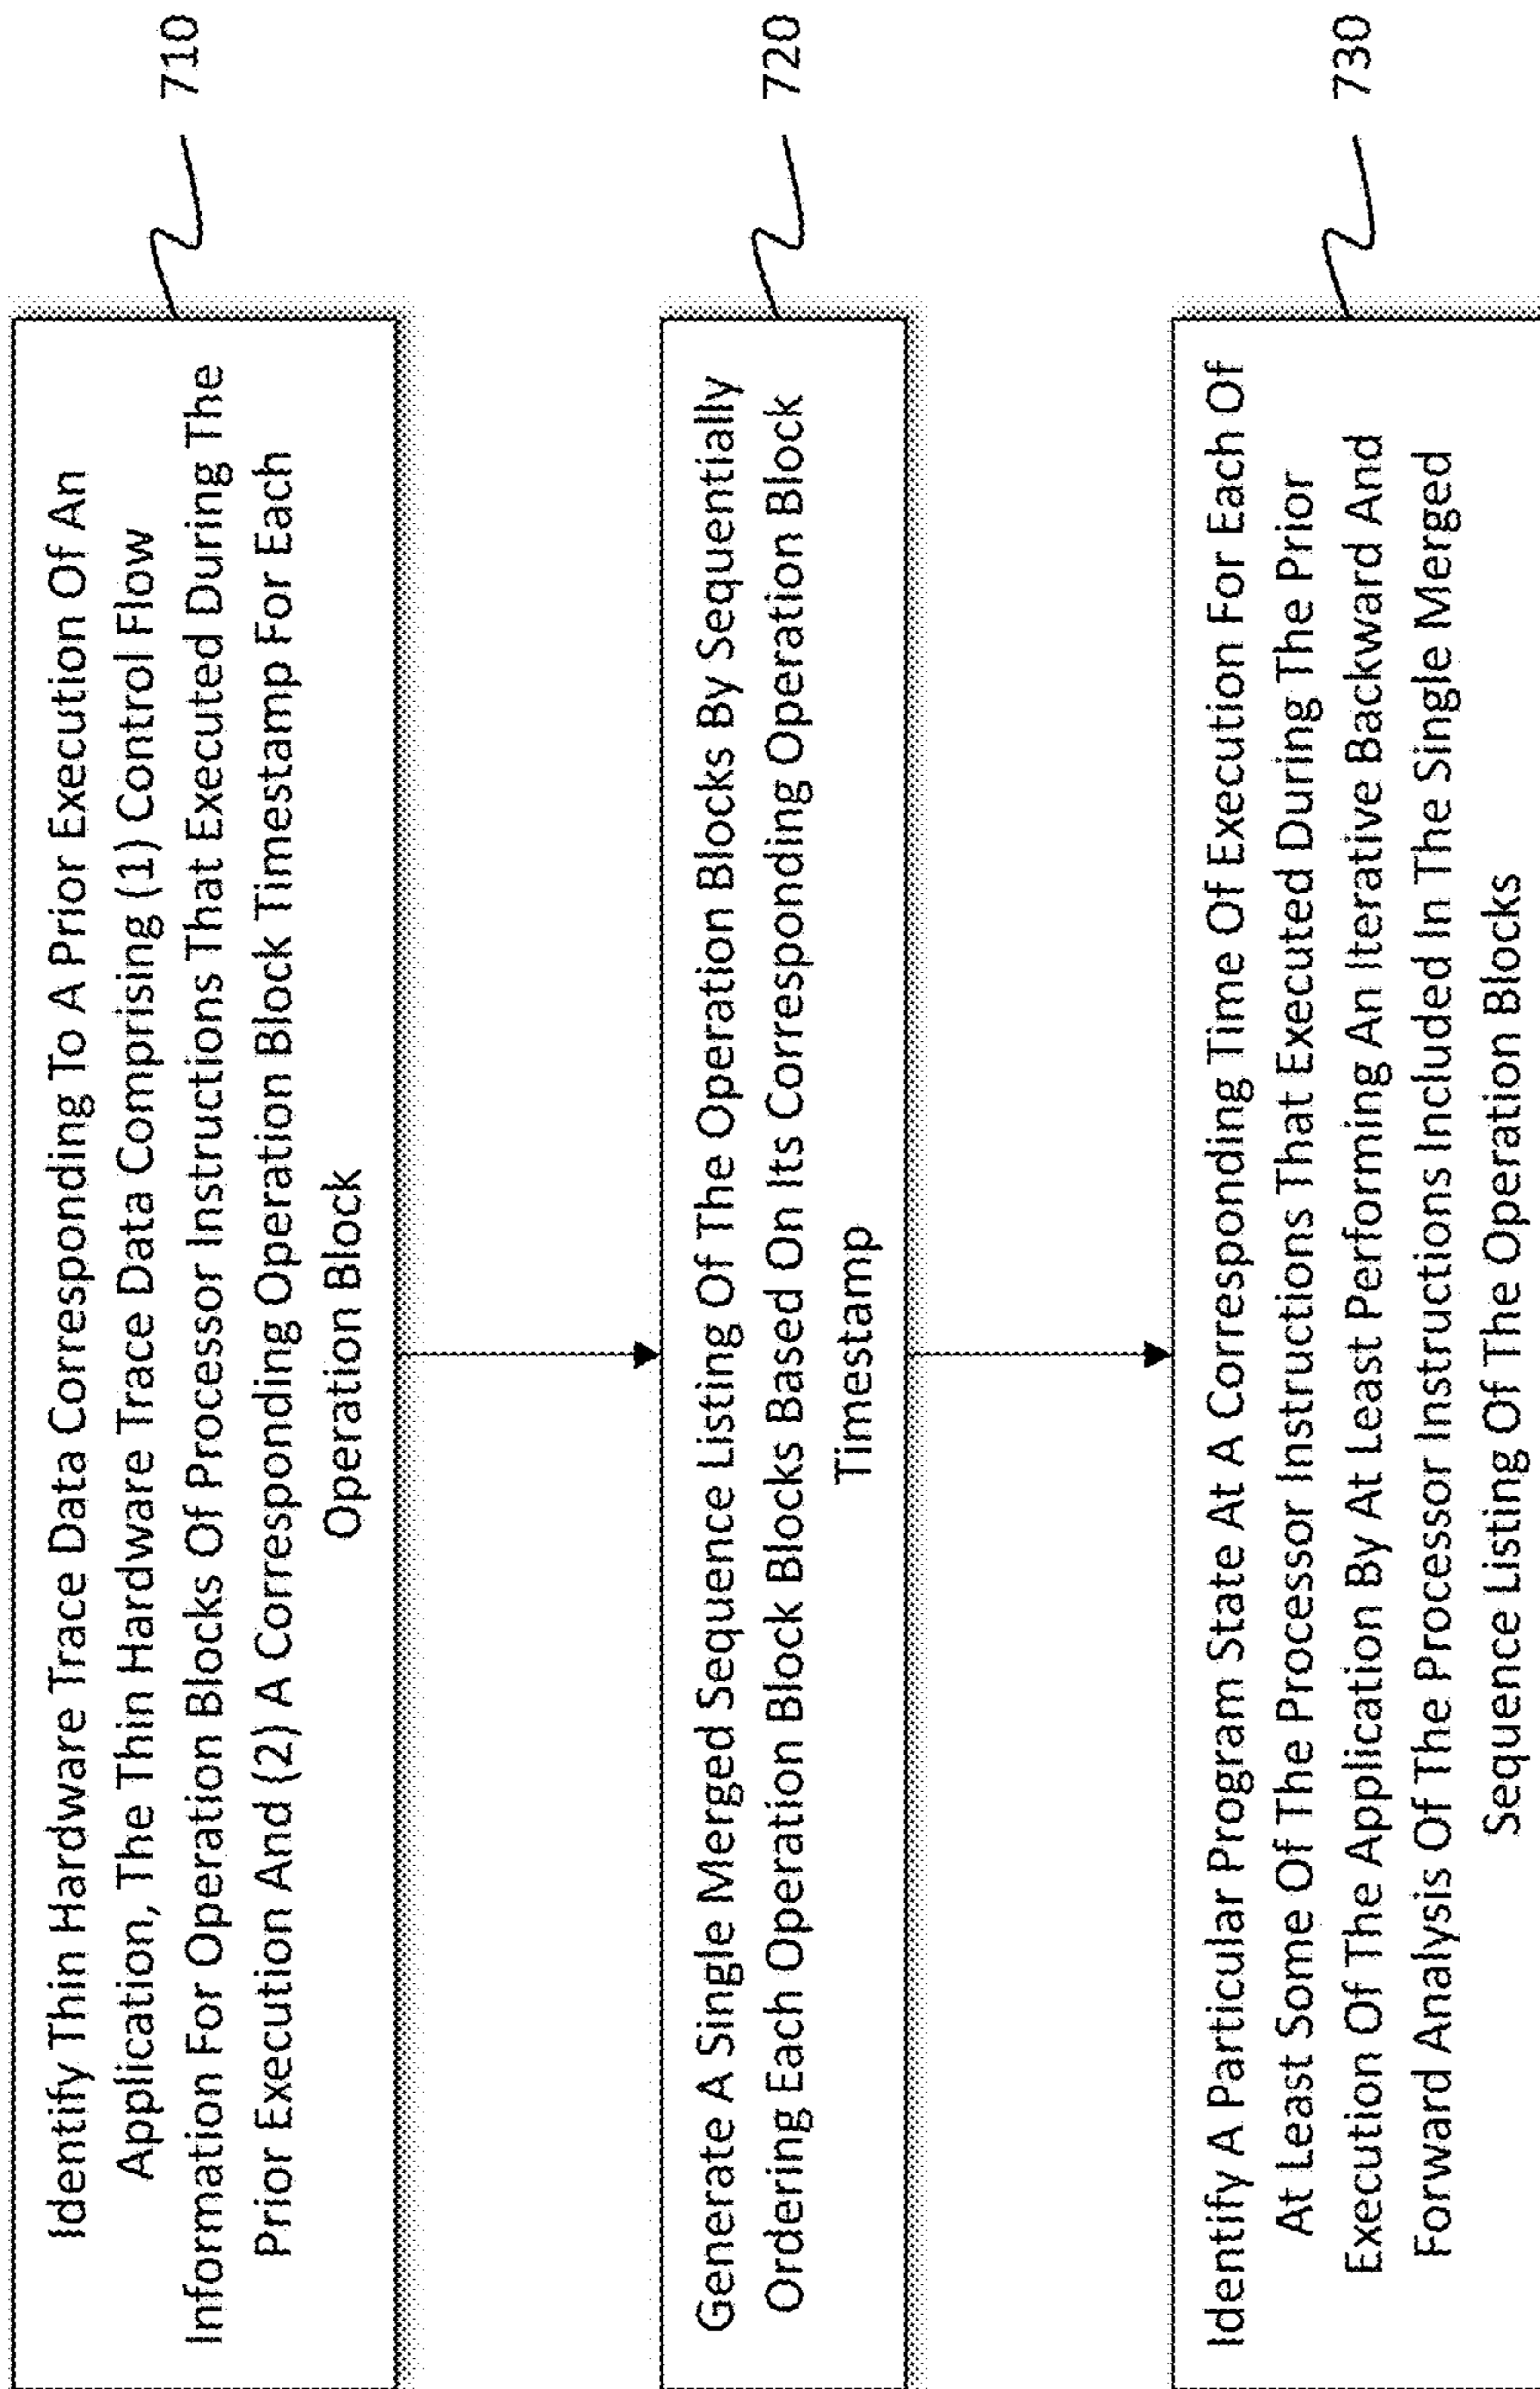 Identify Thin Hardware Trace Data Corresponding To A Prior Execution Of An
Application, The Thin Hardware Trace Data Comprising (1) Control Flow
Information For Operation Blocks Of Processor Instructions That Executed During The
Prior Execution And (2) A Corresponding Operation Block Timestamp For Each
Operation Block
710
Generate A Single Merged Sequence Listing Of The Operation Blocks By Sequentially
Ordering Each Operation Block Blocks Based On Its Corresponding Operation Block
Timestamp
720
Identify A Particular Program State At A Corresponding Time Of Execution For Each Of
At Least Some Of The Processor Instructions That Executed During The Prior
Execution Of The Application By At Least Performing An Iterative Backward And
Forward Analysis Of The Processor Instructions Included In The Single Merged
Sequence Listing Of The Operation Blocks
730